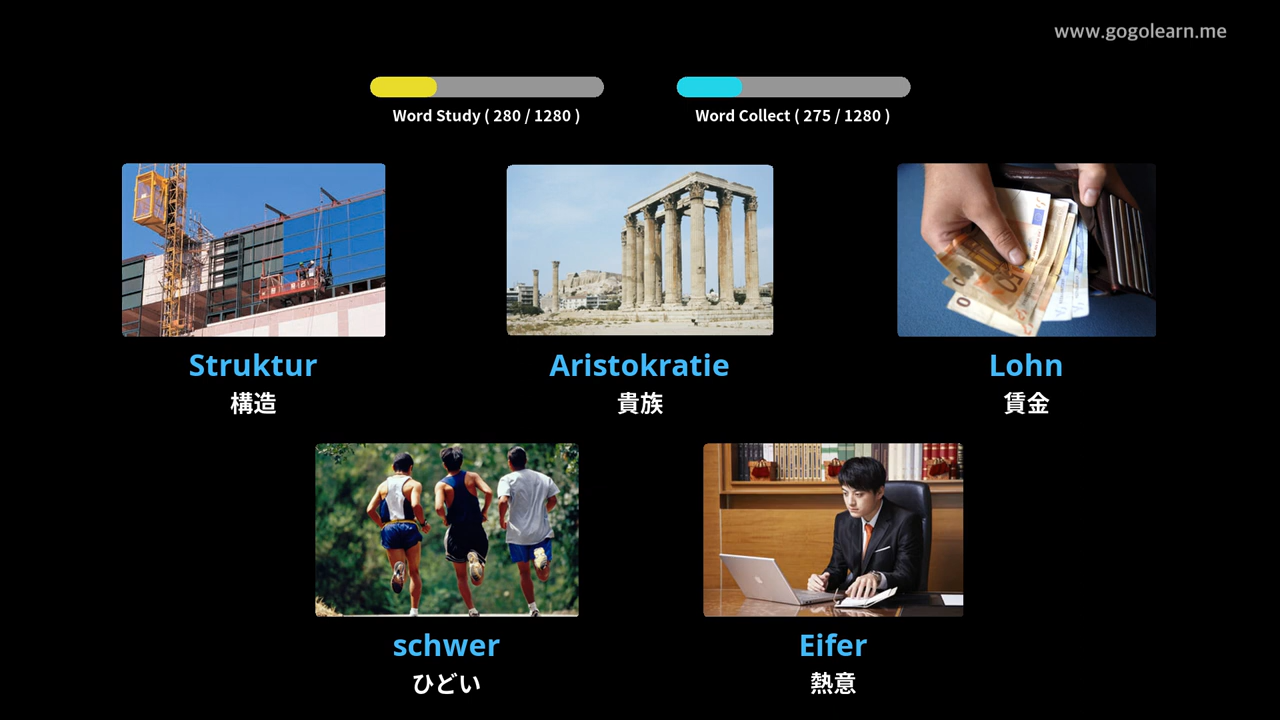 www.gogolearn.me
Word Study ( 280 / 1280 )
Word Collect ( 275 / 1280 )
Struktur
構造
Aristokratie
貴族
Lohn
賃金
schwer
ひどい
Eifer
熱意